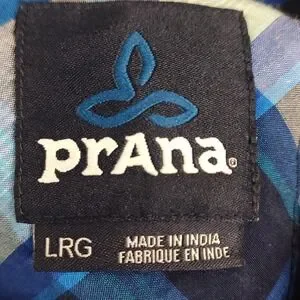 prAna®
LRG
MADE IN INDIA
FABRIQUE EN INDE